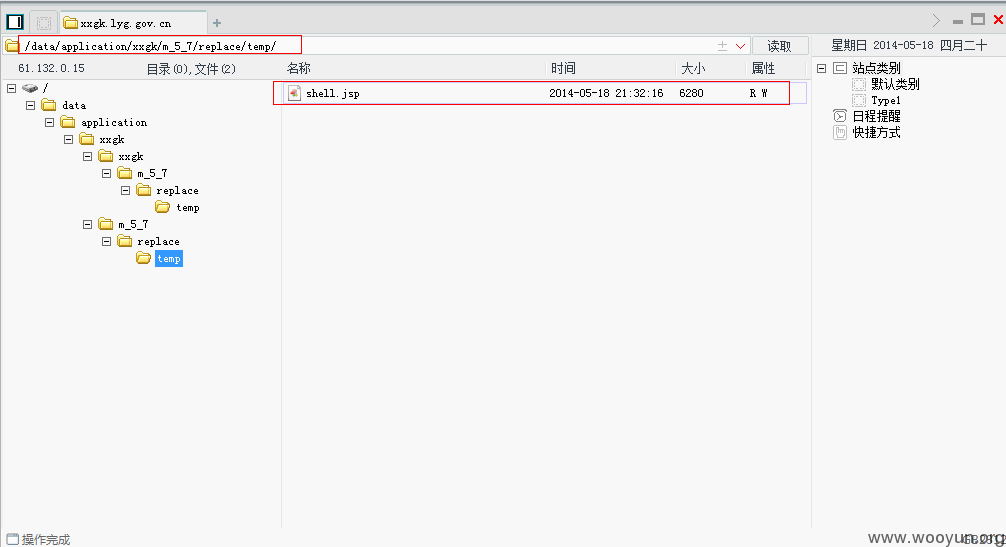 xxgk.lyg.gov.cn
/data/application/xxgk/m_5_7/replace/temp/
读取
星期日 2014-05-18 四月二十
61.132.0.15
目录(0),文件(2)
名称
时间
大小
属性
/
data
application
xxgk
xxgk
m_5_7
replace
temp
m_5_7
replace
temp
shell.jsp
2014-05-18 21:32:16
6280
R W
站点类别
默认类别
Type1
日程提醒
快捷方式
操作完成
www.wooyun.org